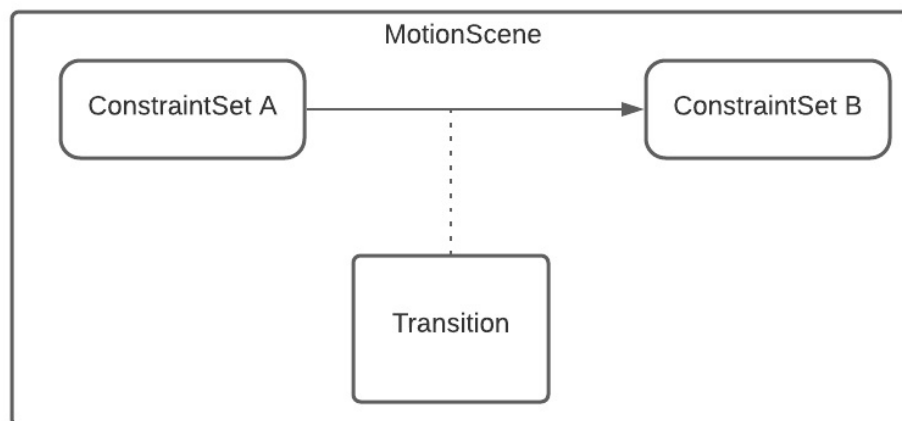 MotionScene
ConstraintSet A
ConstraintSet B
Transition